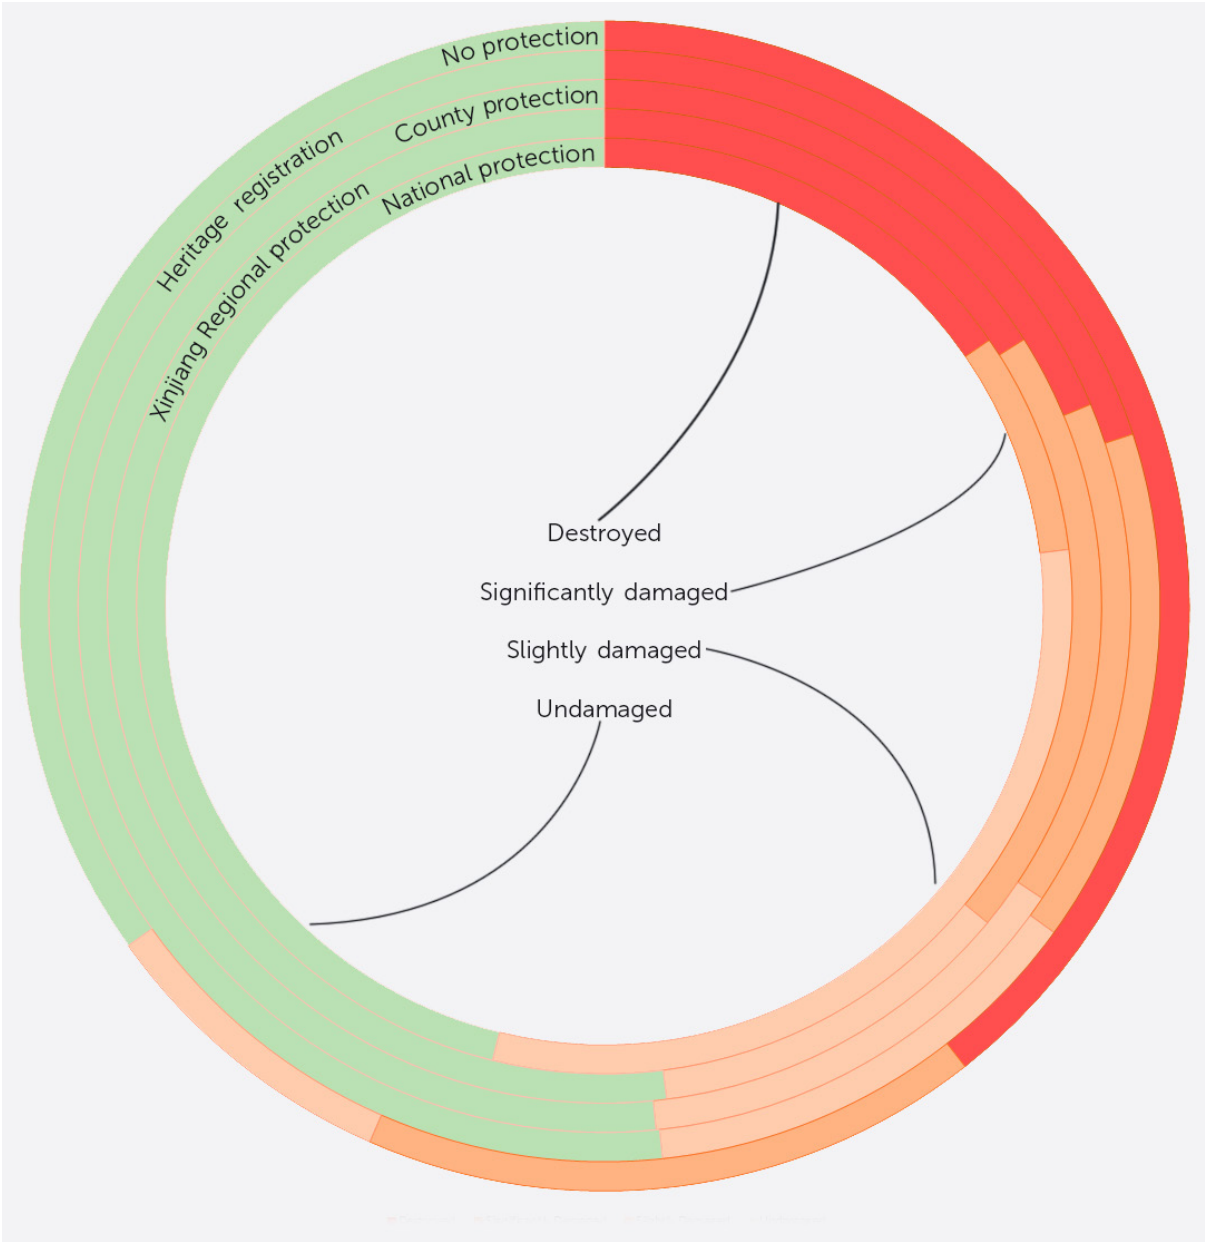 No protection
Heritage registration
County protection
Xinjiang Regional protection
National protection
Destroyed
Significantly damaged
Slightly damaged
Undamaged